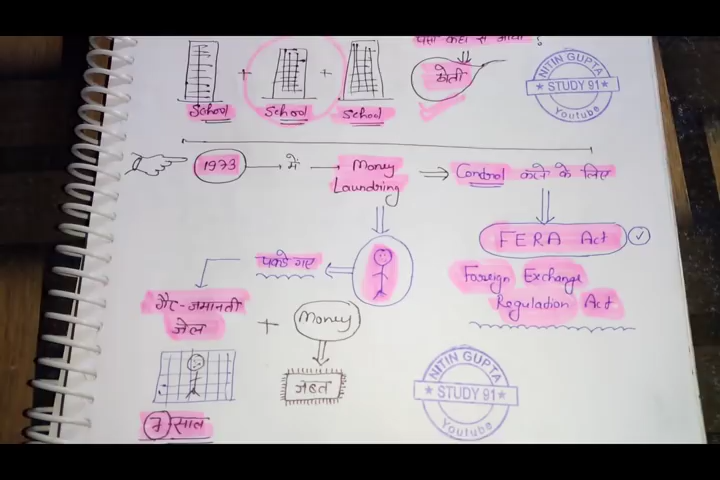 पैसा कहाँ से आया ?
खेती
School + School + School
NITIN GUPTA
STUDY 91
Youtube
1973 में Money Laundring Control करने के लिए
FERA Act
Foreign Exchange
Regulation Act
पकडे गए
गैर-जमानती
जेल
+
Money
जब्त
7 साल
NITIN GUPTA
STUDY 91
Youtube